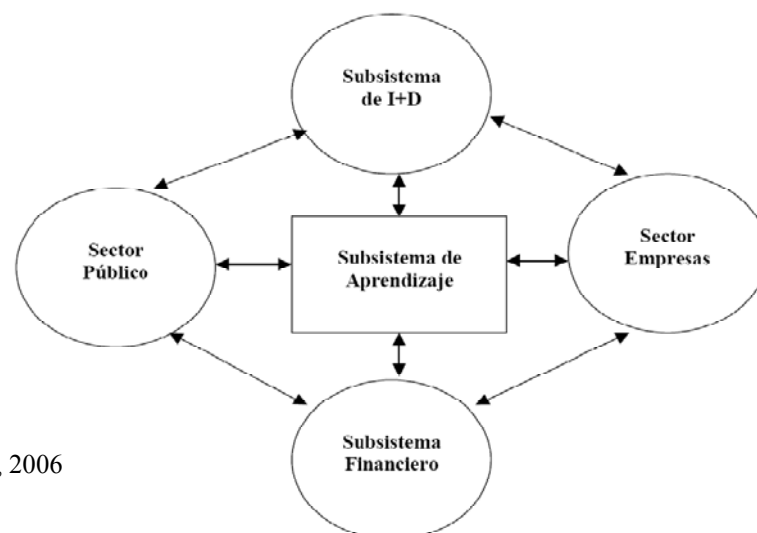 Subsistema
de I+D
Sector
Público
Subsistema de
Aprendizaje
Sector
Empresas
Subsistema
Financiero
, 2006